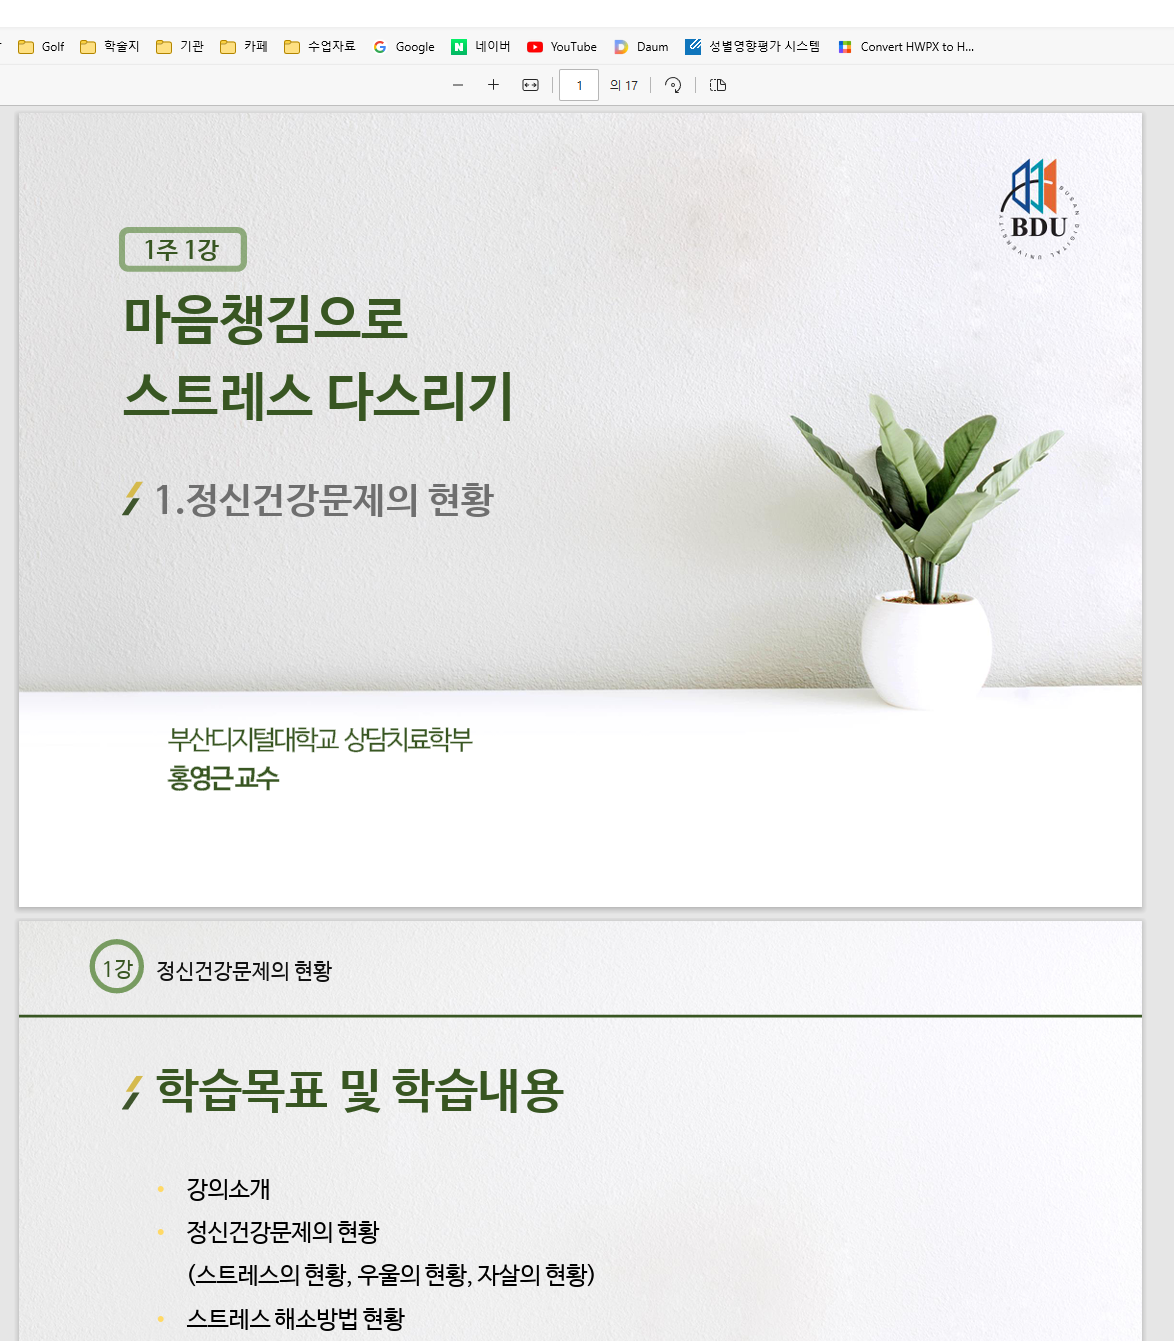 Golf 학술지 기관 카페 수업자료 Google 네이버 YouTube Daum 성별영향평가 시스템 Convert HWPX to H...
1 의 17
BDU
BUSAN DIGITAL UNIVERSITY
1주 1강
마음챙김으로
스트레스 다스리기
1.정신건강문제의 현황
부산디지털대학교 상담치료학부
홍영근 교수
1강 정신건강문제의 현황
학습목표 및 학습내용
• 강의소개
• 정신건강문제의 현황
(스트레스의 현황, 우울의 현황, 자살의 현황)
• 스트레스 해소방법 현황